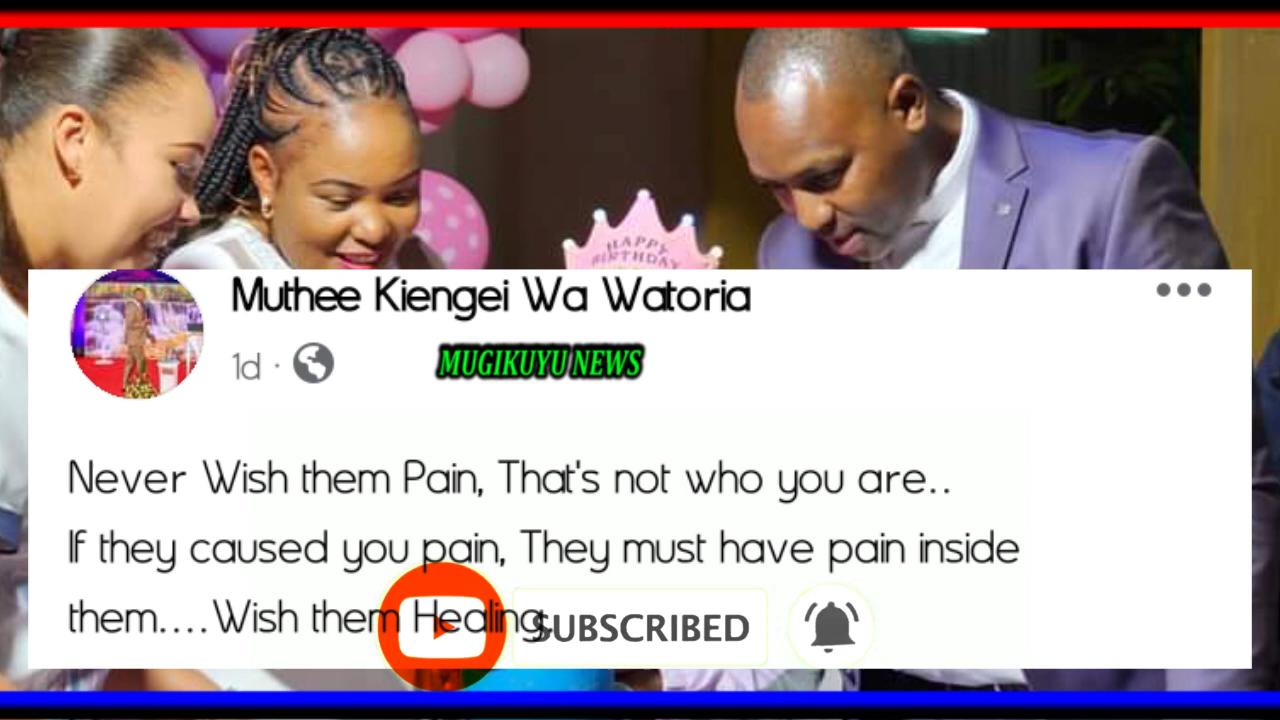 HAPPY
BIRTHDAY
Muthee Kiengei Wa Watoria
1d ·
MUGIKUYU NEWS
Never Wish them Pain, That's not who you are..
If they caused you pain, They must have pain inside
them....Wish them Healing.
SUBSCRIBED